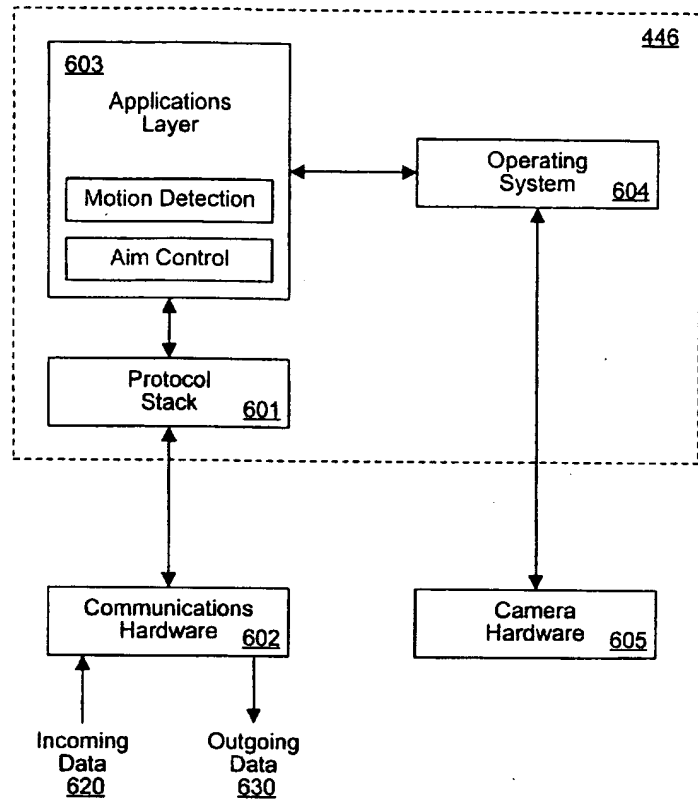 446
603
Applications
Layer
Motion Detection
Aim Control
Operating
System
604
Protocol
Stack
601
Communications
Hardware
602
Camera
Hardware
605
Incoming
Data
620
Outgoing
Data
630